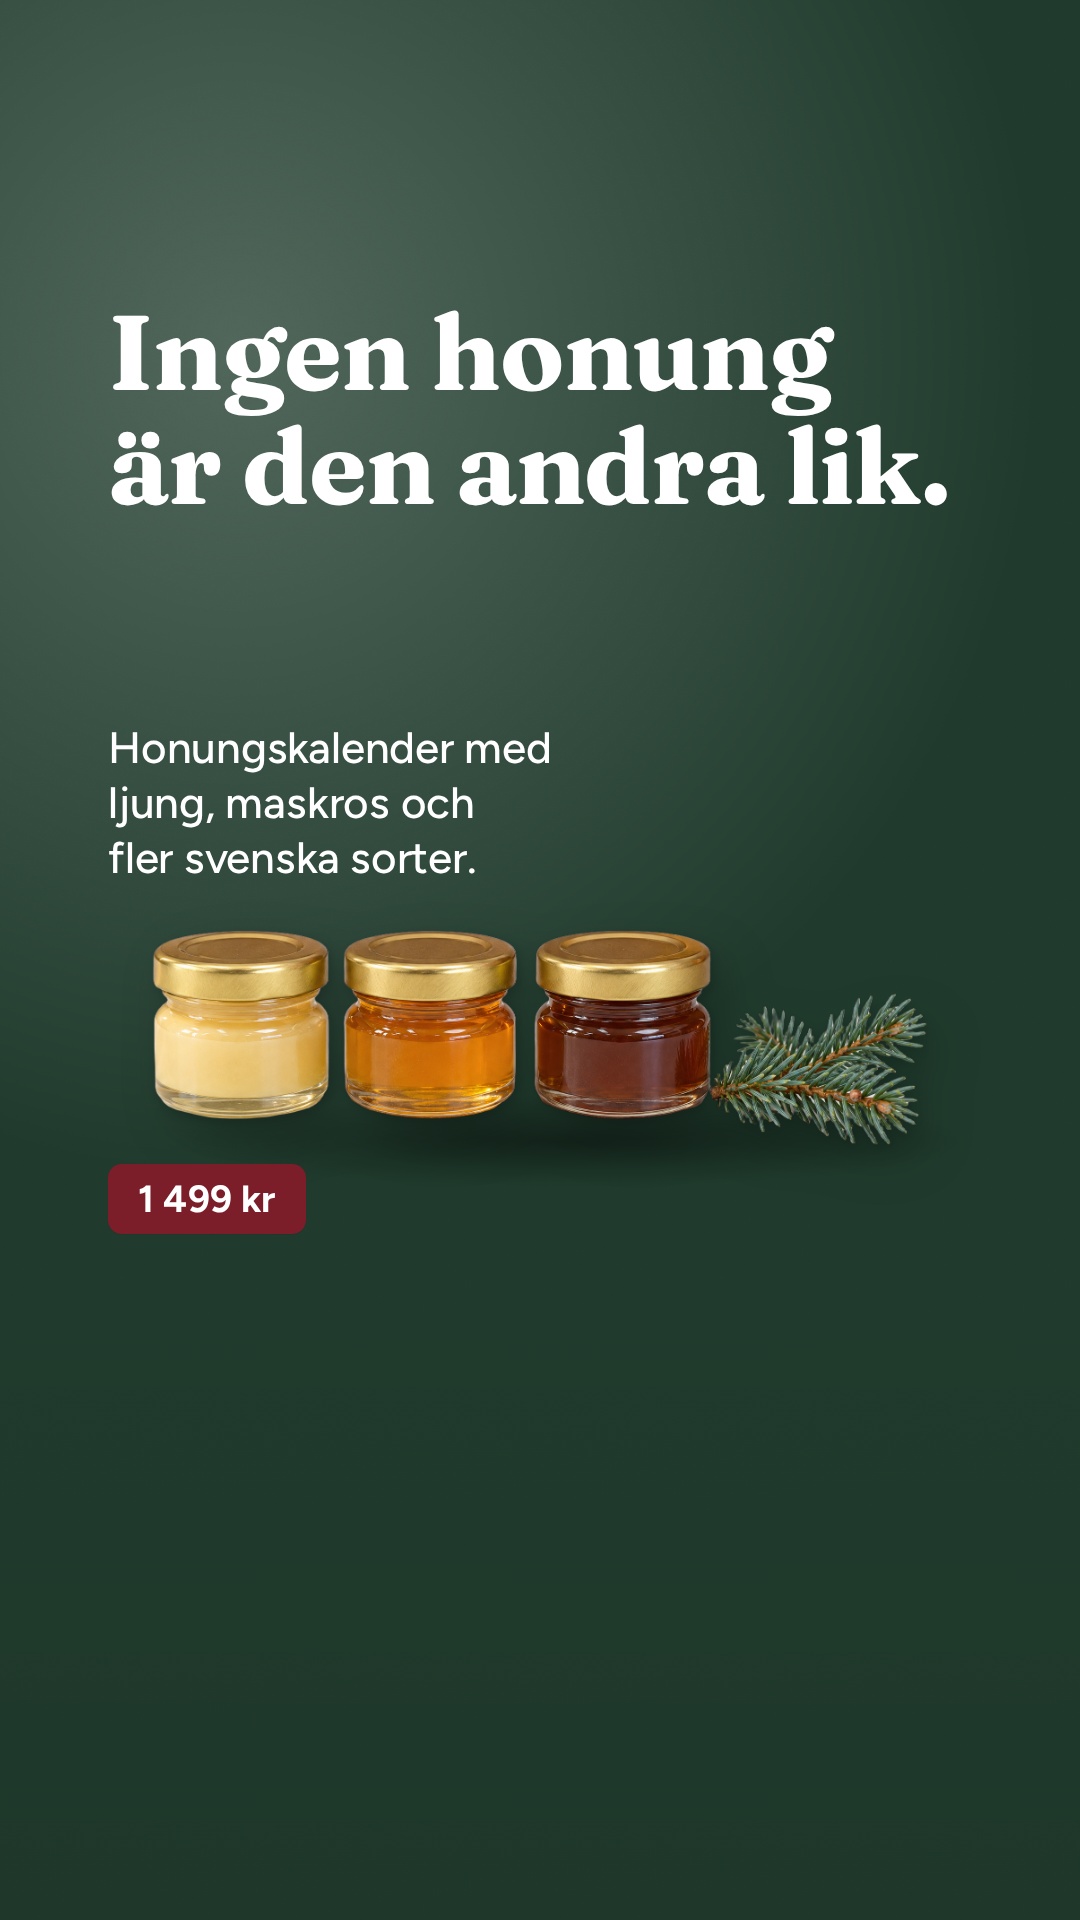 Ingen honung
är den andra lik.
Honungskalender med
ljung, maskros och
fler svenska sorter.
1 499 kr